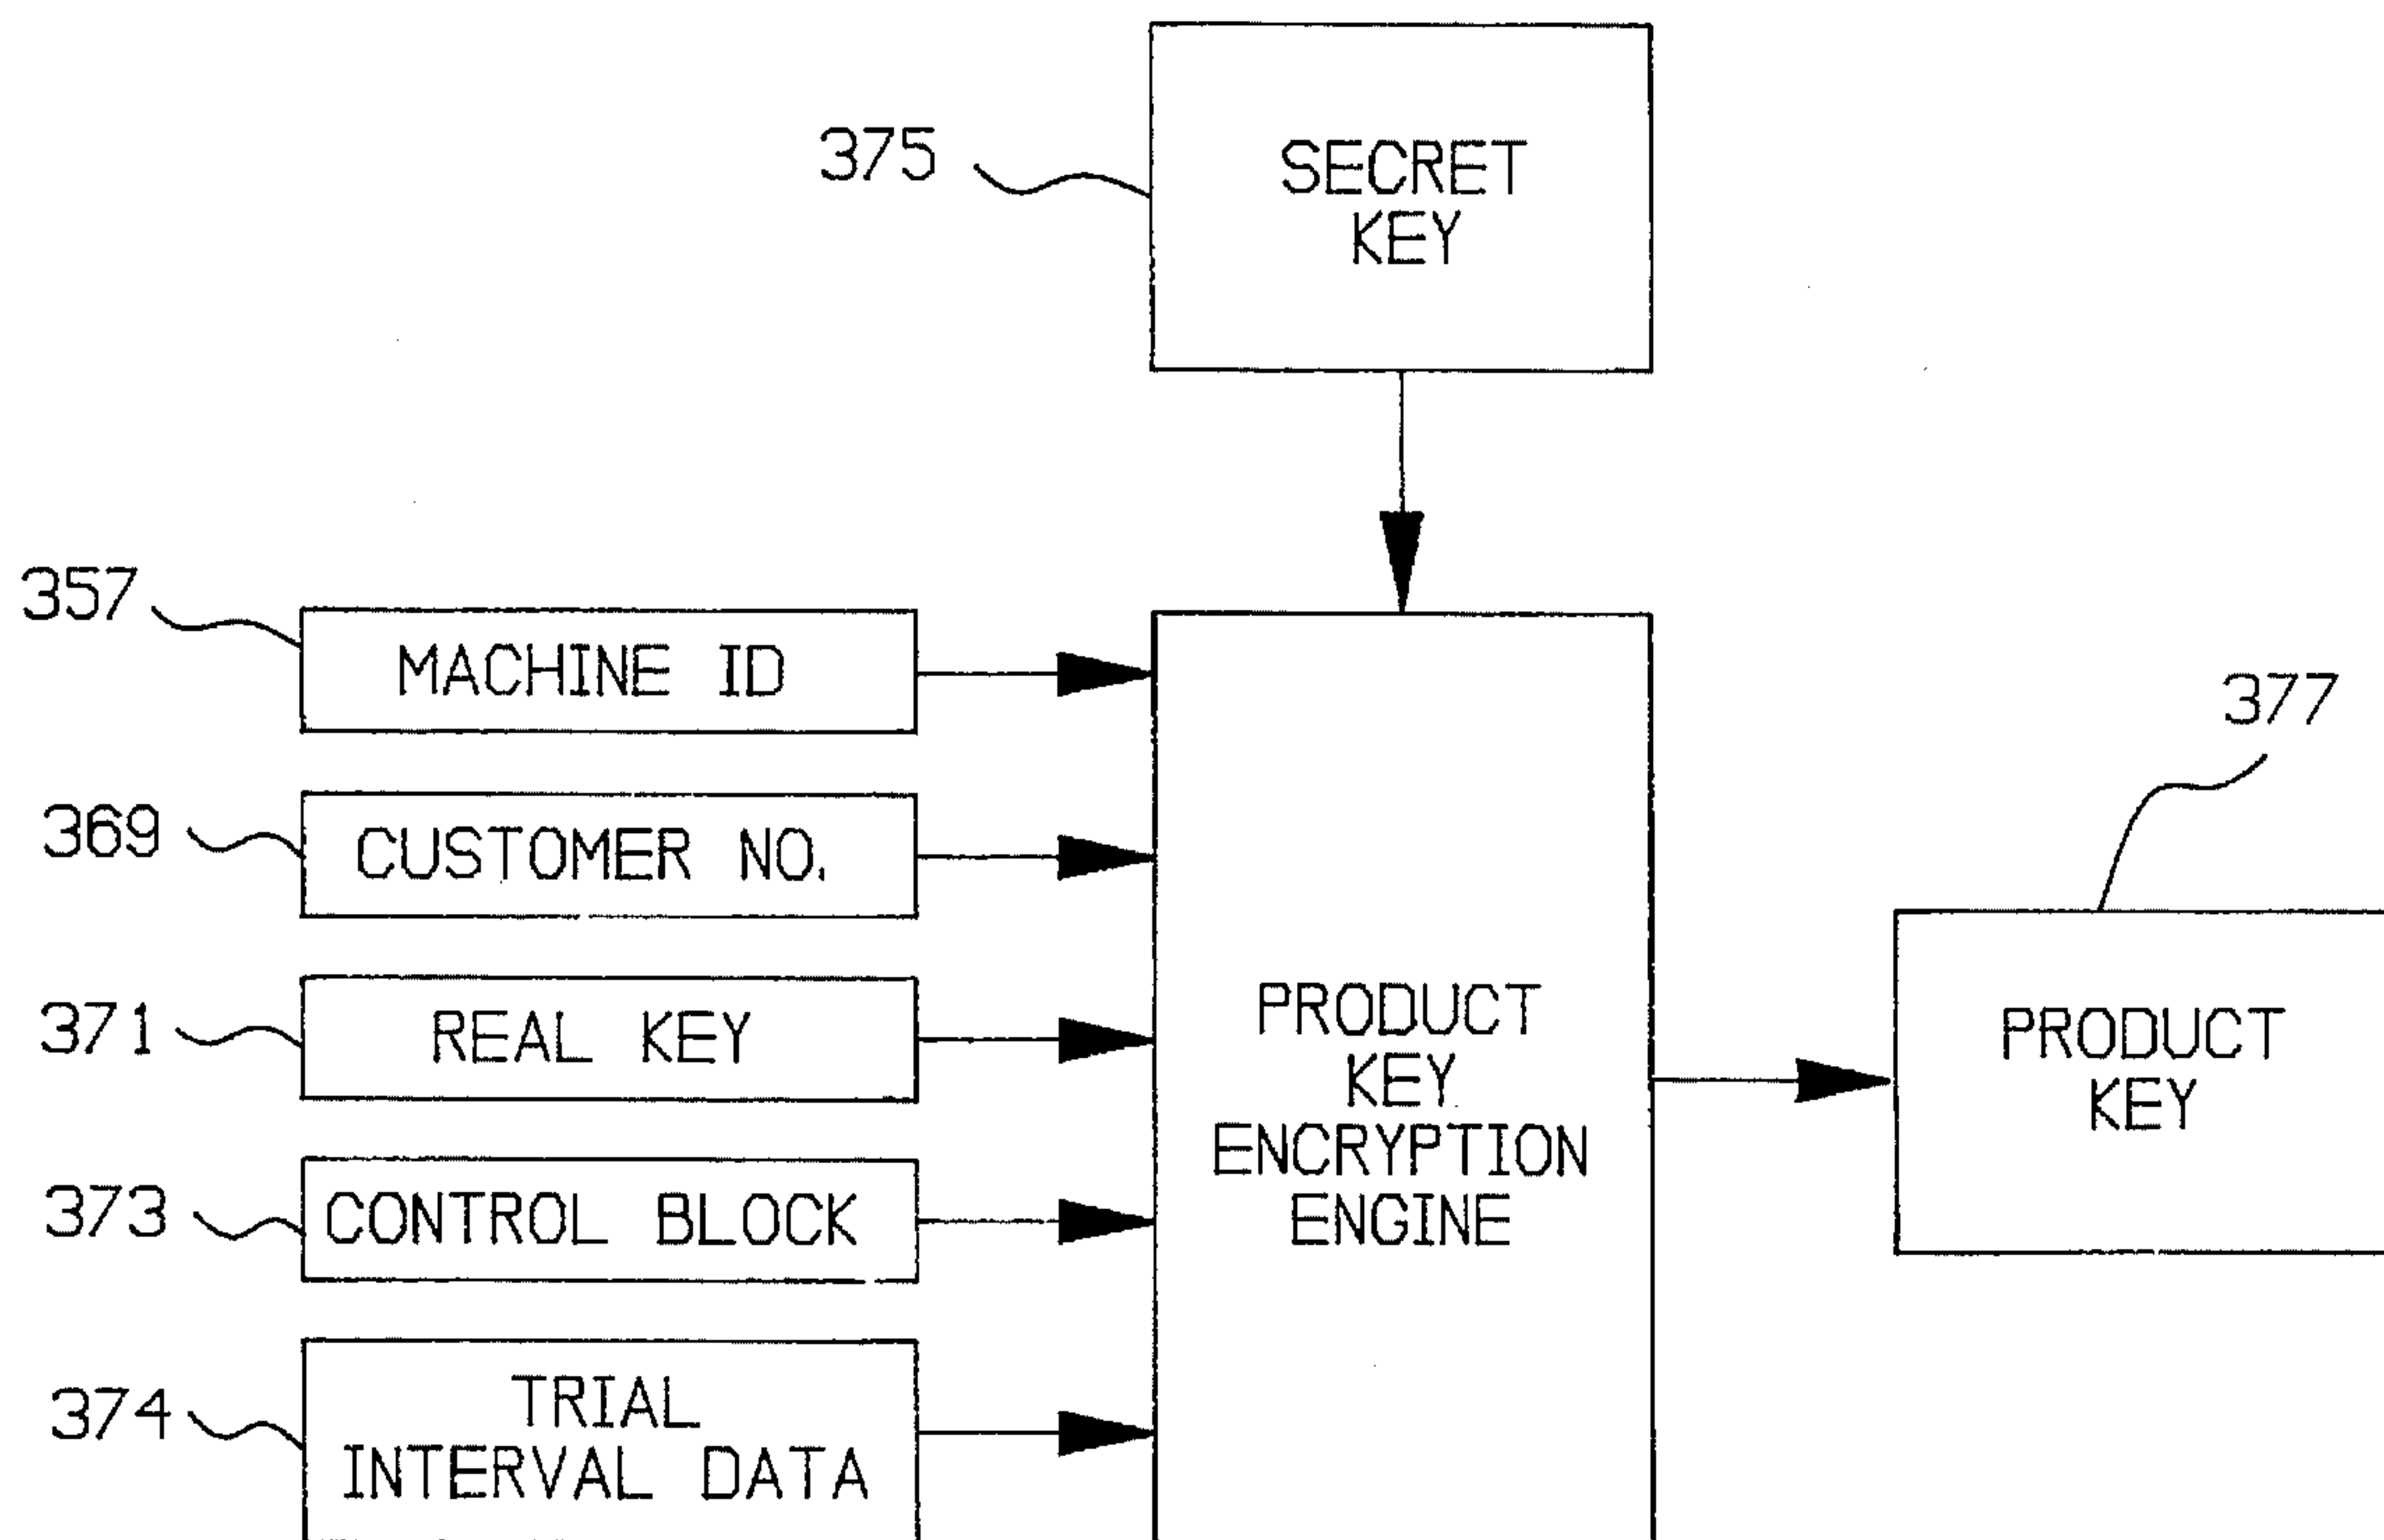 375
SECRET
KEY
357
MACHINE ID
377
369
CUSTOMER NO.
371
REAL KEY
PRODUCT
KEY
ENCRYPTION
ENGINE
PRODUCT
KEY
373
CONTROL BLOCK
374
TRIAL
INTERVAL DATA